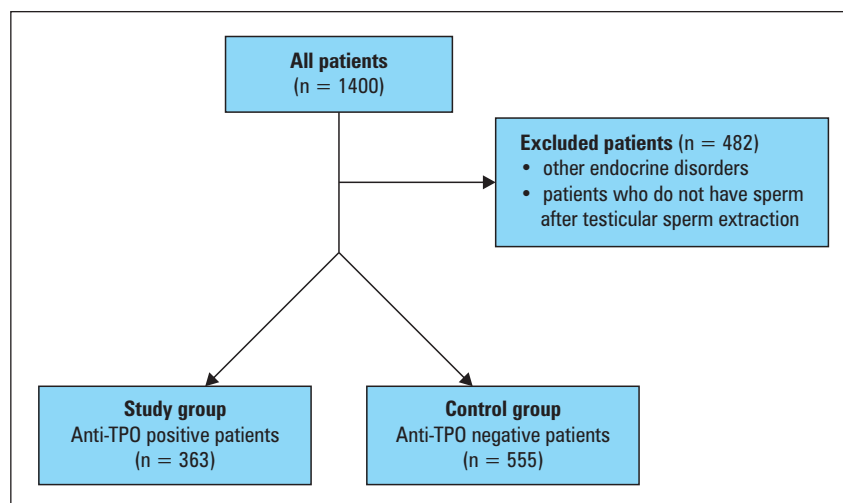 All patients
(n = 1400)
Excluded patients (n = 482)
• other endocrine disorders
• patients who do not have sperm
after testicular sperm extraction
Study group
Anti-TPO positive patients
(n = 363)
Control group
Anti-TPO negative patients
(n = 555)